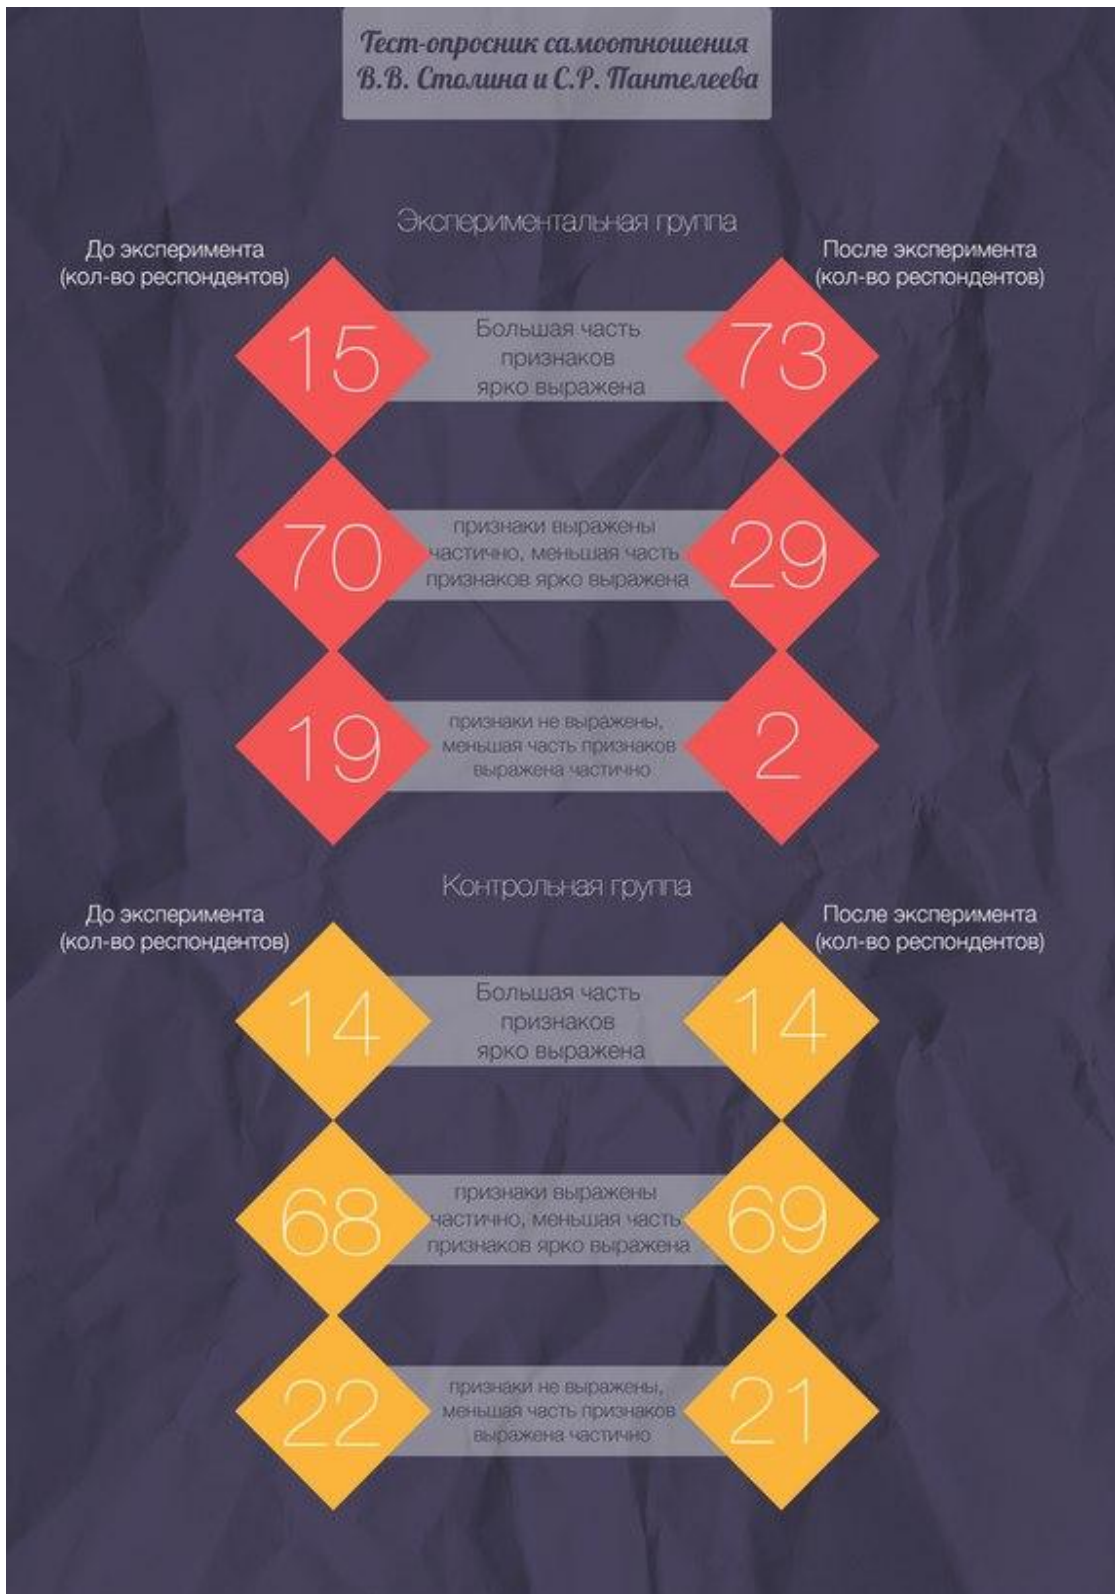 Тест-опросник самоотношения
В.В. Столина и С.Р. Пантелеева
Экспериментальная группа
До эксперимента
(кол-во респондентов)
После эксперимента
(кол-во респондентов)
15
Большая часть
признаков
ярко выражена
73
70
признаки выражены
частично, меньшая часть
признаков ярко выражена
29
19
признаки не выражены,
меньшая часть признаков
выражена частично
2
Контрольная группа
До эксперимента
(кол-во респондентов)
После эксперимента
(кол-во респондентов)
14
Большая часть
признаков
ярко выражена
14
68
признаки выражены
частично, меньшая часть
признаков ярко выражена
69
22
признаки не выражены,
меньшая часть признаков
выражена частично
21